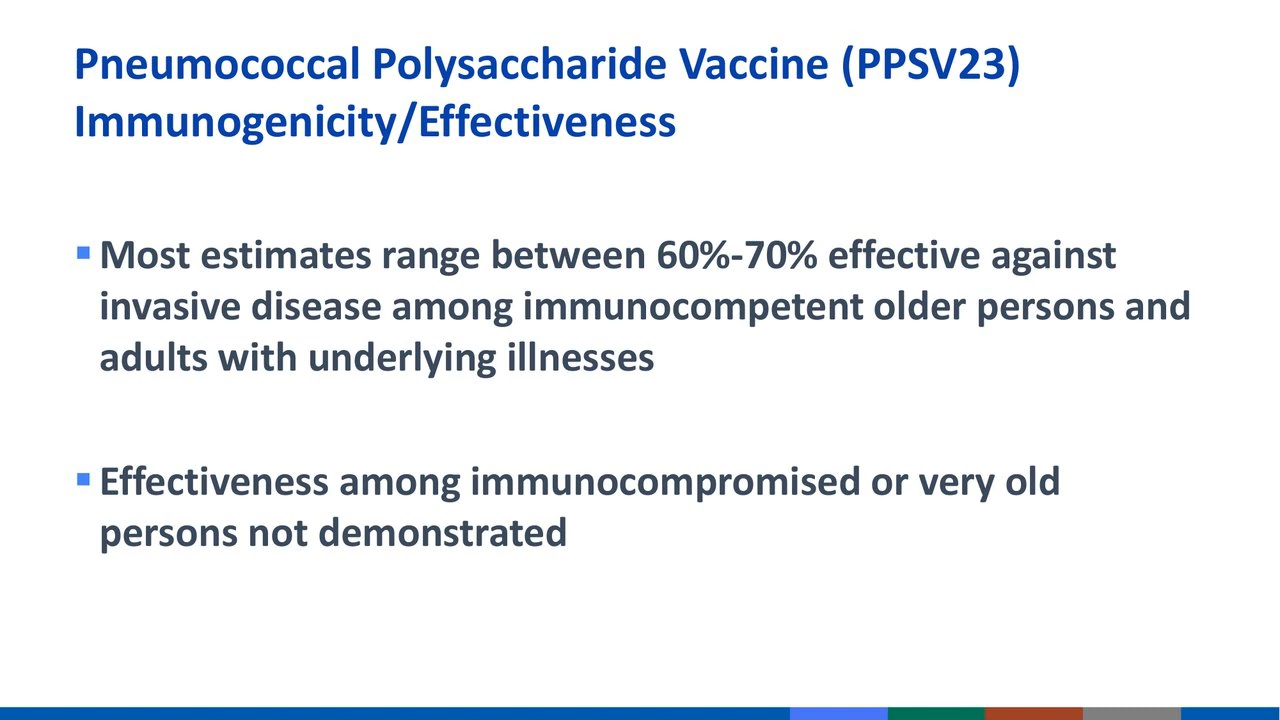 Pneumococcal Polysaccharide Vaccine (PPSV23)
Immunogenicity/Effectiveness
▪ Most estimates range between 60%-70% effective against
invasive disease among immunocompetent older persons and
adults with underlying illnesses
▪ Effectiveness among immunocompromised or very old
persons not demonstrated